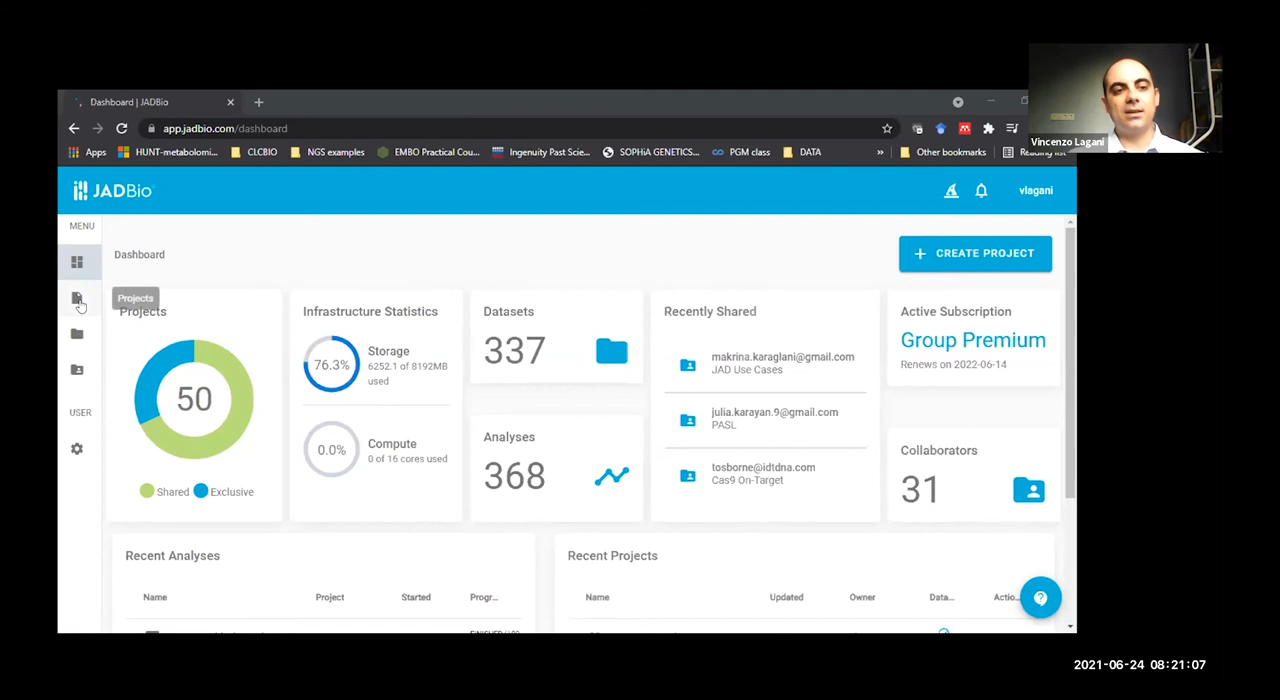 Dashboard | JADBio
app.jadbio.com/dashboard
Apps HUNT-metabolomi... CLCBIO NGS examples EMBO Practical Cou... Ingenuity Past Scie... SOPHiA GENETICS... PGM class DATA » Other bookmarks Reading list
Vincenzo Lagani
JADBio
vlagani
MENU
Dashboard
+ CREATE PROJECT
Projects
Projects
50
Shared Exclusive
Infrastructure Statistics
76.3%
Storage
6252.1 of 8192MB
used
0.0%
Compute
0 of 16 cores used
Datasets
337
Analyses
368
Recently Shared
makrina.karaglani@gmail.com
JAD Use Cases
julia.karayan.9@gmail.com
PASL
tosborne@idtdna.com
Cas9 On-Target
Active Subscription
Group Premium
Renews on 2022-06-14
Collaborators
31
USER
Recent Analyses
Name Project Started Progr...
Recent Projects
Name Updated Owner Data... Actio...
2021-06-24 08:21:07